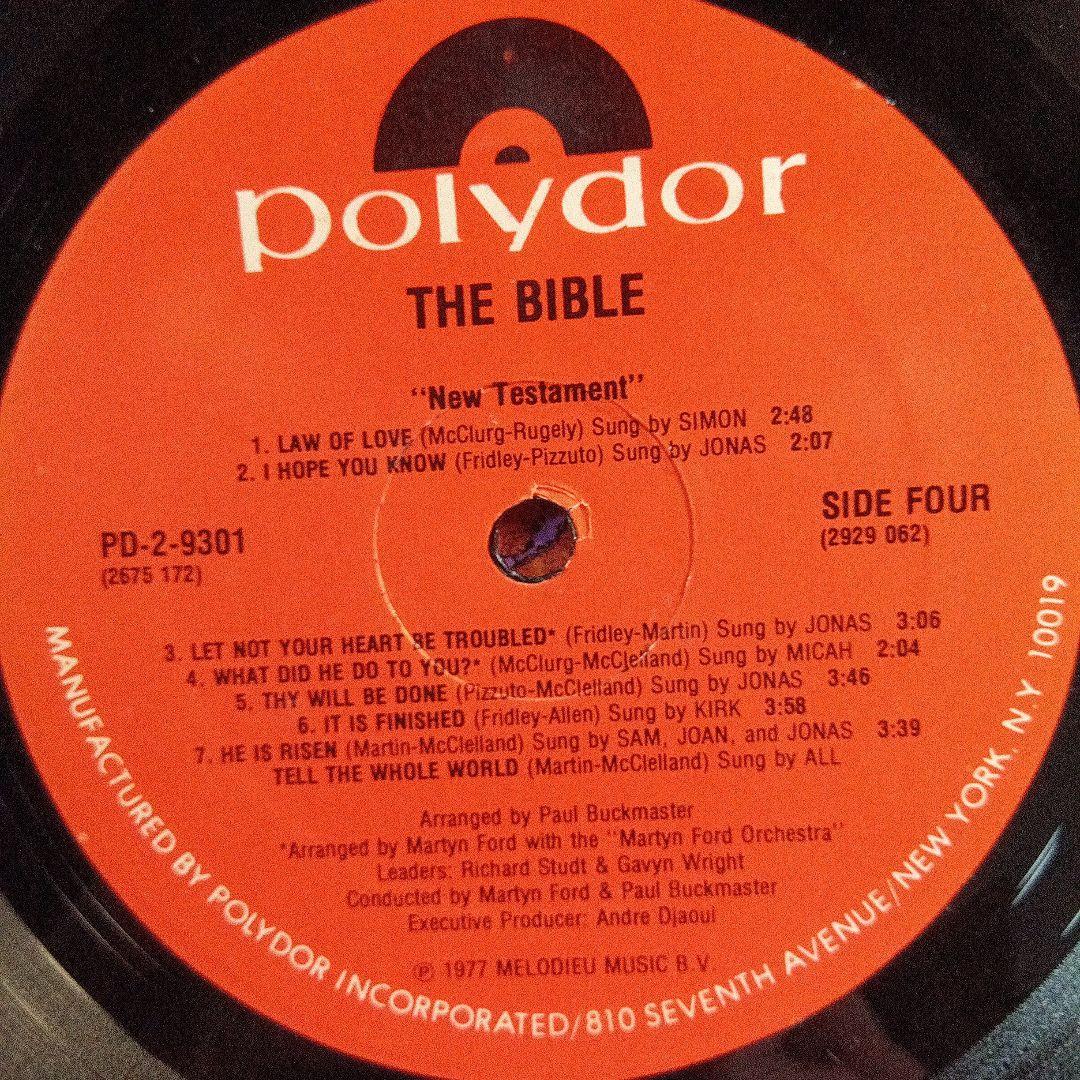 polydor
THE BIBLE
"New Testament"
1. LAW OF LOVE (McClurg-Rugely) Sung by SIMON 2:48
2. I HOPE YOU KNOW (Fridley-Pizzuto) Sung by JONAS 2:07
PD-2-9301
(2675 172)
SIDE FOUR
(2929 062)
3. LET NOT YOUR HEART BE TROUBLED* (Fridley-Martin) Sung by JONAS 3:06
4. WHAT DID HE DO TO YOU?* (McClurg-McClelland) Sung by MICAH 2:04
5. THY WILL BE DONE (Pizzuto-McClelland) Sung by JONAS 3:46
6. IT IS FINISHED (Fridley-Allen) Sung by KIRK 3:58
7. HE IS RISEN (Martin-McClelland) Sung by SAM, JOAN, and JONAS 3:39
TELL THE WHOLE WORLD (Martin-McClelland) Sung by ALL
Arranged by Paul Buckmaster
*Arranged by Martyn Ford with the "Martyn Ford Orchestra"
Leaders: Richard Studt & Gavyn Wright
Conducted by Martyn Ford & Paul Buckmaster
Executive Producer: Andre Djaoui
℗ 1977 MELODIEU MUSIC B.V.
MANUFACTURED BY POLYDOR INCORPORATED/810 SEVENTH AVENUE/NEW YORK, N.Y 10019